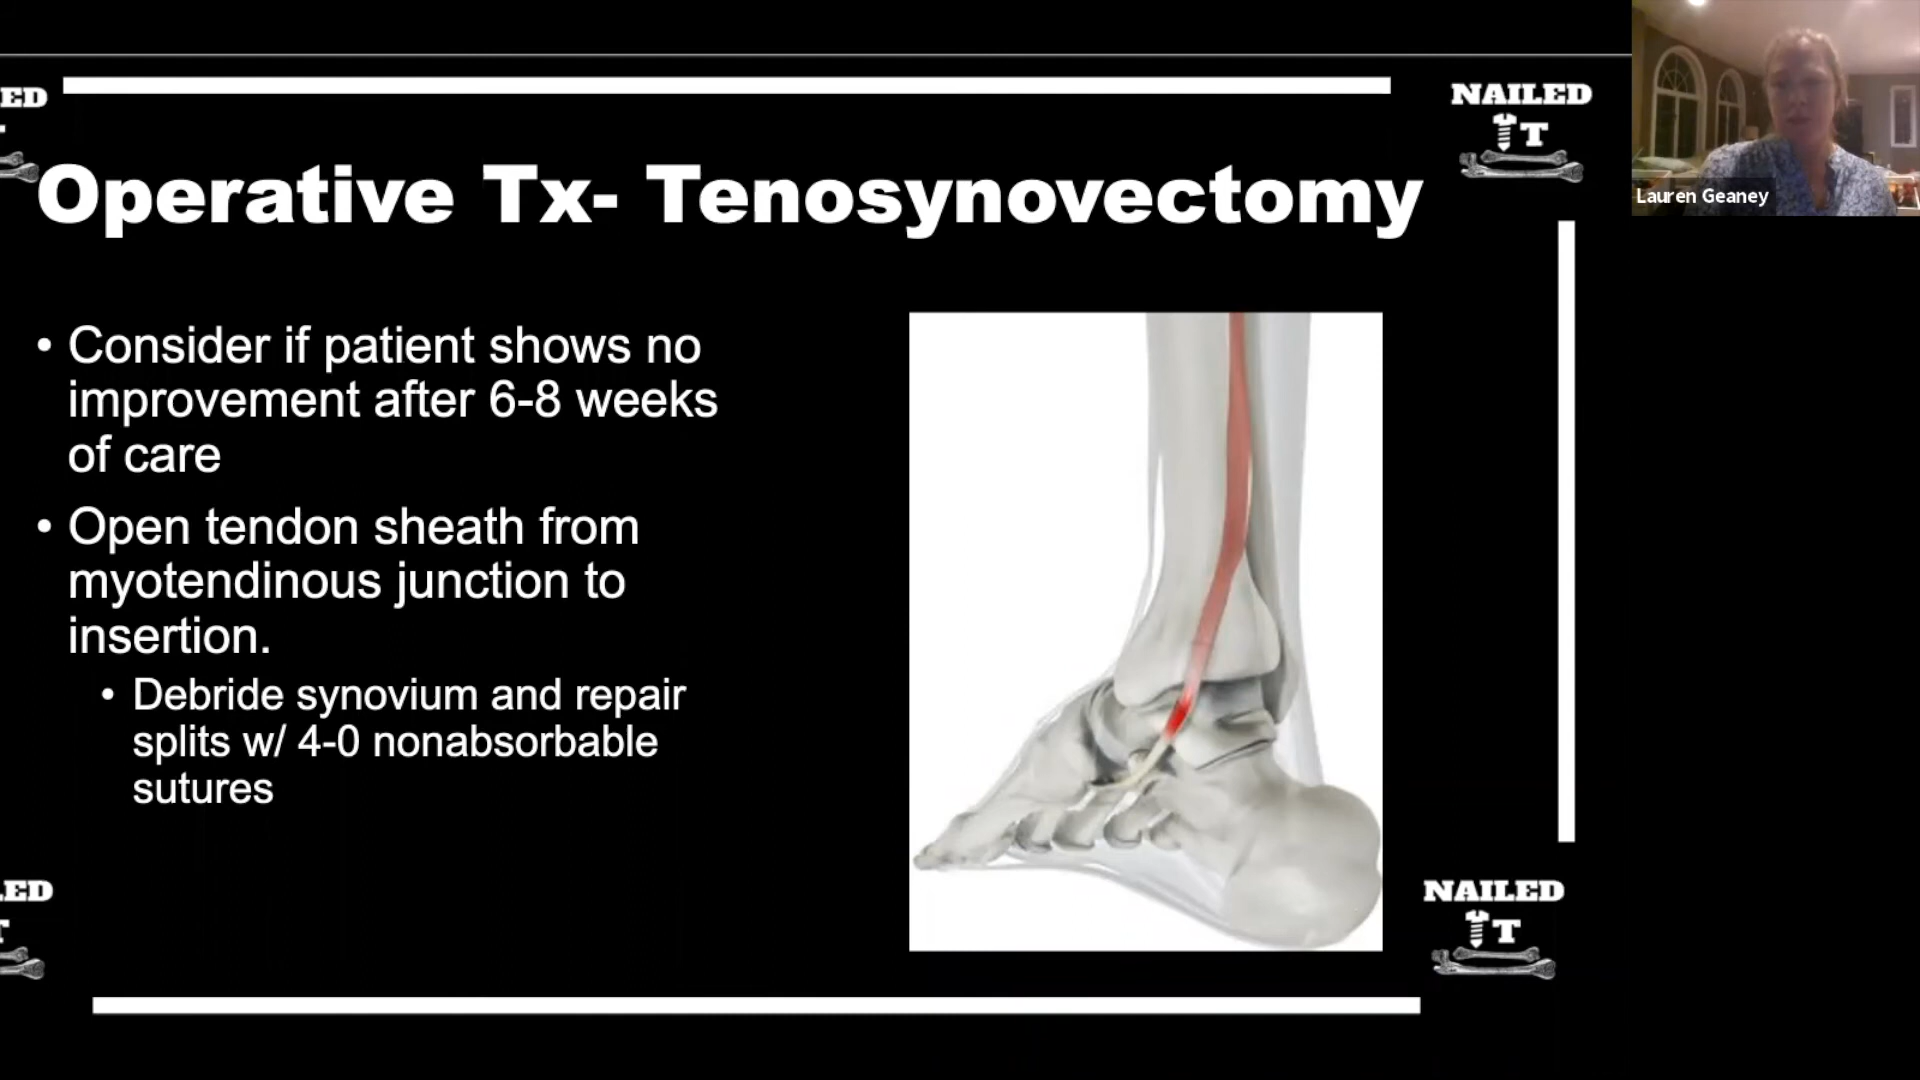 NAILED
IT
ED
Lauren Geaney
Operative Tx- Tenosynovectomy
• Consider if patient shows no
improvement after 6-8 weeks
of care
• Open tendon sheath from
myotendinous junction to
insertion.
• Debride synovium and repair
splits w/ 4-0 nonabsorbable
sutures
ED
T
NAILED
IT